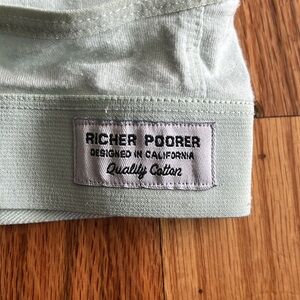 RICHER POORER
DESIGNED IN CALIFORNIA
Quality Cotton